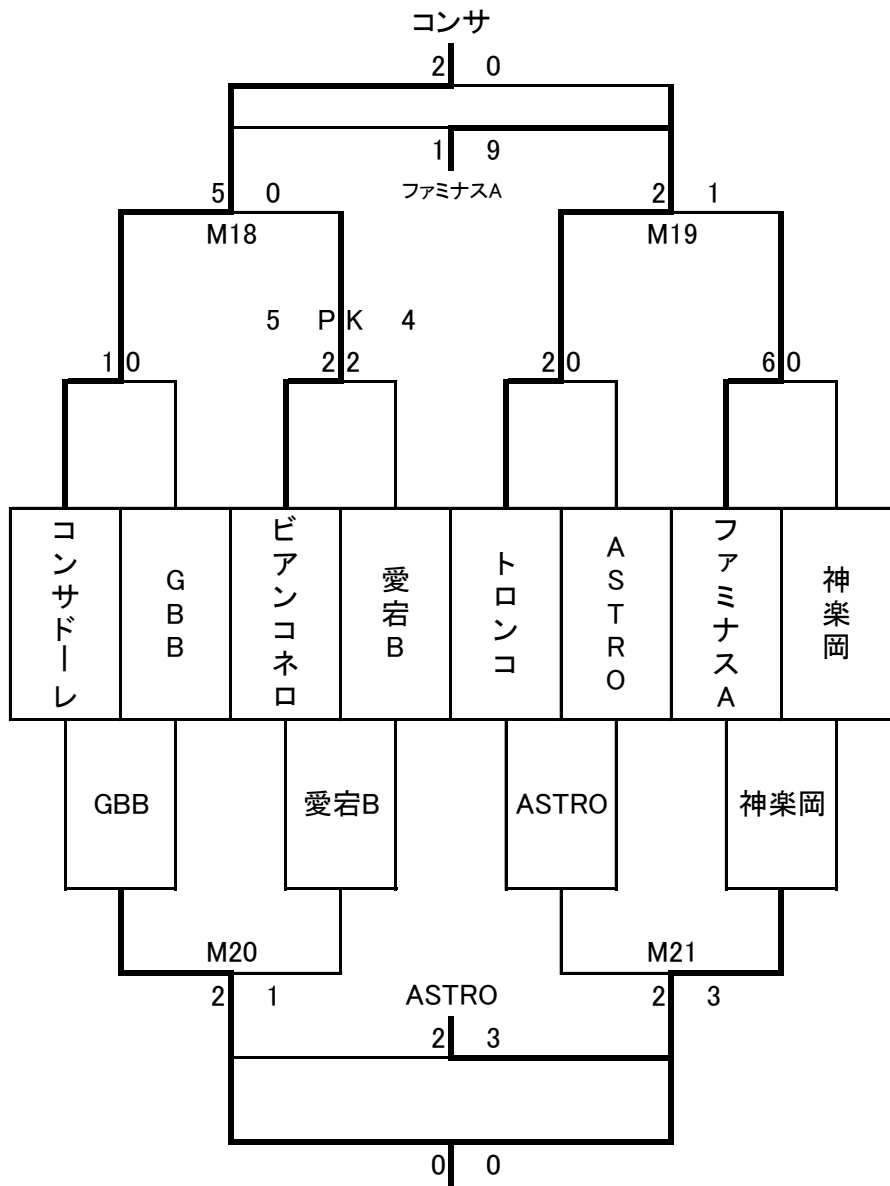 コンサ
2 0
1 9
ファミナスA
5 0 2 1
M18 M19
5 PK 4
1 0 2 2 2 0 6 0
コンサドーレ
GBB
ビアンコネロ
愛宕B
トロンコ
ASTRO
ファミナスA
神楽岡
GBB 愛宕B ASTRO 神楽岡
M20 M21
2 1 ASTRO 2 3
2 3
0 0